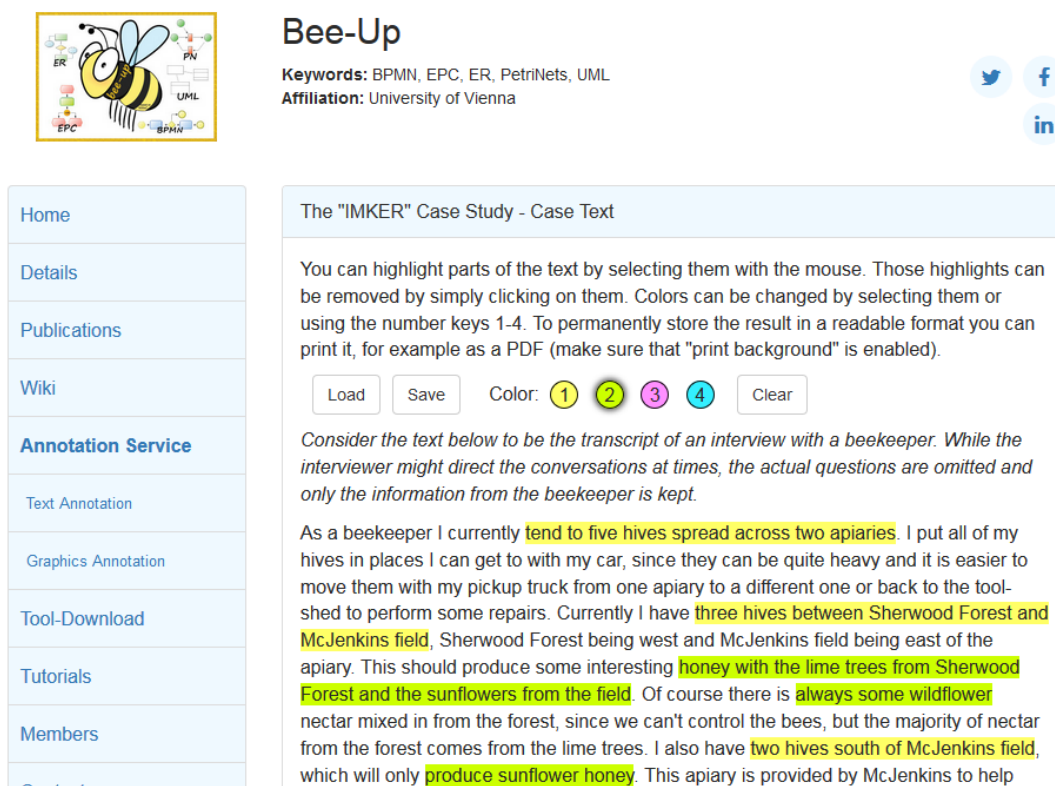 ER
PN
bee-up
UML
EPC
BPMN
Bee-Up
Keywords: BPMN, EPC, ER, PetriNets, UML
Affiliation: University of Vienna
Home
Details
Publications
Wiki
Annotation Service
Text Annotation
Graphics Annotation
Tool-Download
Tutorials
Members
The "IMKER" Case Study - Case Text
You can highlight parts of the text by selecting them with the mouse. Those highlights can
be removed by simply clicking on them. Colors can be changed by selecting them or
using the number keys 1-4. To permanently store the result in a readable format you can
print it, for example as a PDF (make sure that "print background" is enabled).
Load Save Color: 1 2 3 4 Clear
Consider the text below to be the transcript of an interview with a beekeeper. While the
interviewer might direct the conversations at times, the actual questions are omitted and
only the information from the beekeeper is kept.
As a beekeeper I currently tend to five hives spread across two apiaries. I put all of my
hives in places I can get to with my car, since they can be quite heavy and it is easier to
move them with my pickup truck from one apiary to a different one or back to the tool-
shed to perform some repairs. Currently I have three hives between Sherwood Forest and
McJenkins field, Sherwood Forest being west and McJenkins field being east of the
apiary. This should produce some interesting honey with the lime trees from Sherwood
Forest and the sunflowers from the field. Of course there is always some wildflower
nectar mixed in from the forest, since we can't control the bees, but the majority of nectar
from the forest comes from the lime trees. I also have two hives south of McJenkins field,
which will only produce sunflower honey. This apiary is provided by McJenkins to help